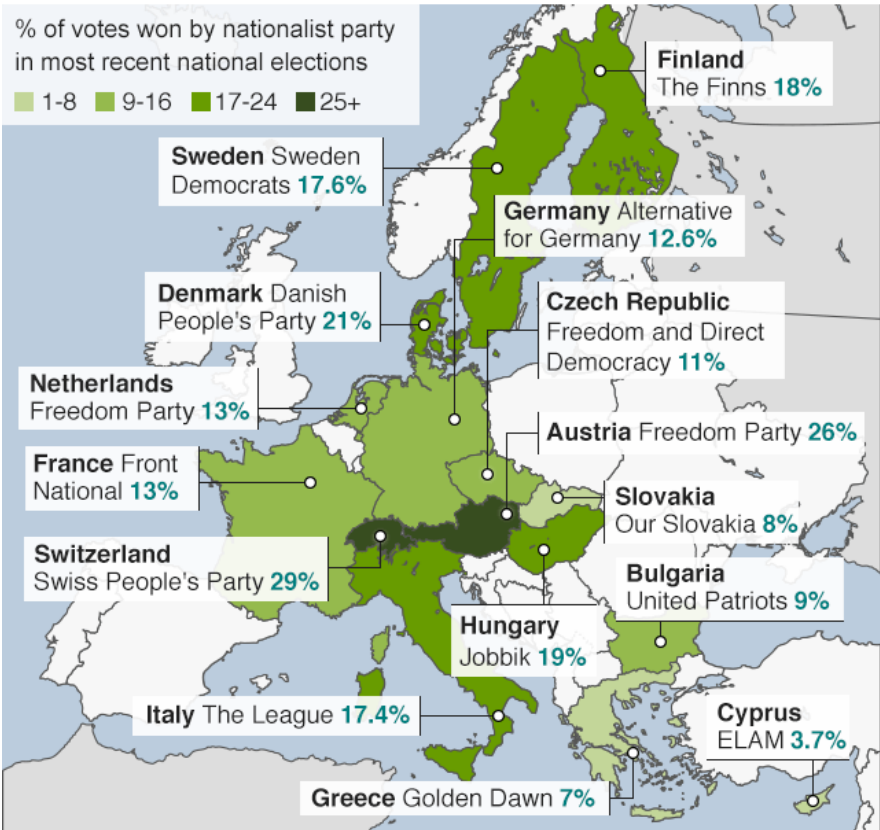 % of votes won by nationalist party
in most recent national elections
1-8 9-16 17-24 25+
Finland
The Finns 18%
Sweden Sweden
Democrats 17.6%
Germany Alternative
for Germany 12.6%
Denmark Danish
People's Party 21%
Czech Republic
Freedom and Direct
Democracy 11%
Netherlands
Freedom Party 13%
Austria Freedom Party 26%
France Front
National 13%
Slovakia
Our Slovakia 8%
Switzerland
Swiss People's Party 29%
Bulgaria
United Patriots 9%
Hungary
Jobbik 19%
Italy The League 17.4%
Cyprus
ELAM 3.7%
Greece Golden Dawn 7%